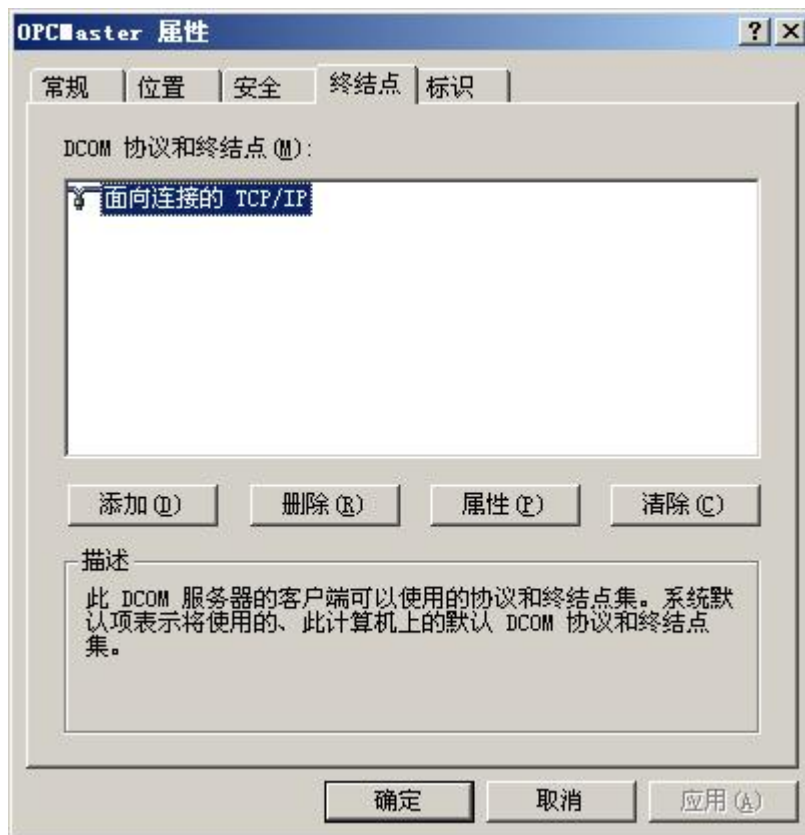 OPCMaster 属性
常规 位置 安全 终结点 标识
DCOM 协议和终结点(M):
面向连接的 TCP/IP
添加(D) 删除(R) 属性(P) 清除(C)
描述
此 DCOM 服务器的客户端可以使用的协议和终结点集。系统默
认项表示将使用的、此计算机上的默认 DCOM 协议和终结点
集。
确定 取消 应用(A)